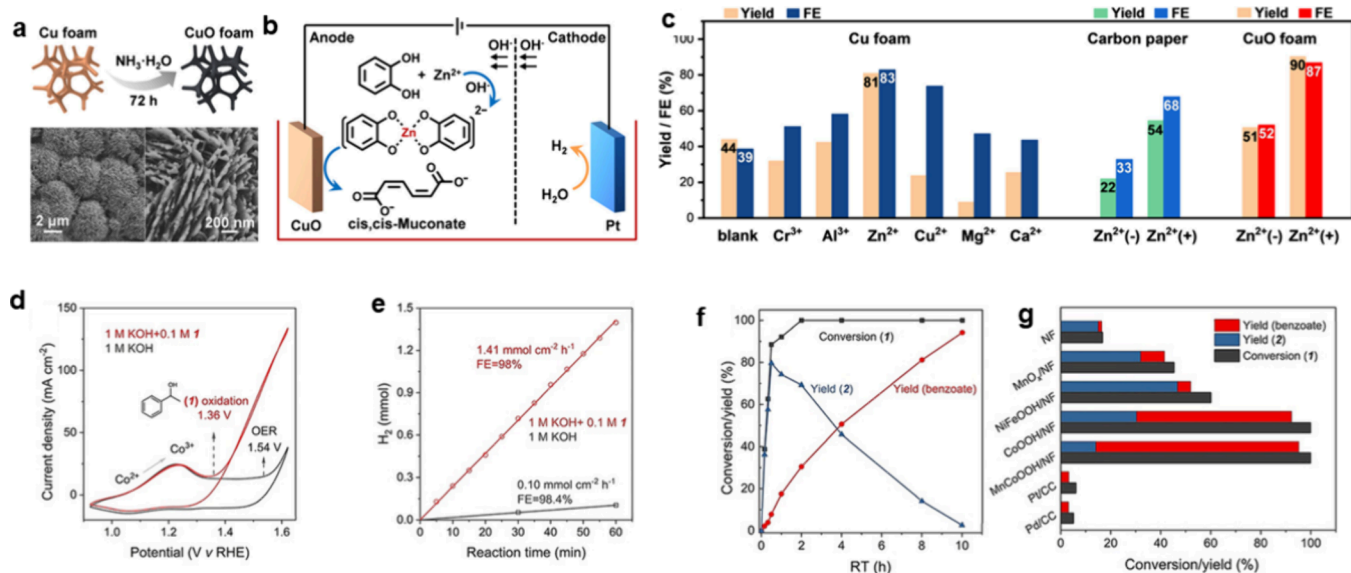 a
Cu foam
CuO foam
NH₃·H₂O
72 h
2 μm
200 nm
b
Anode
Cathode
OH⁻
OH⁻
OH
OH
+ Zn²⁺
OH⁻
2−
O
O
Zn
O
O
H₂
H₂O
O
O⁻
O⁻
O
CuO
cis,cis-Muconate
Pt
c
Yield
FE
Yield
FE
Yield
FE
Cu foam
Carbon paper
CuO foam
Yield / FE (%)
100
80
60
40
20
0
44
39
81
83
22
33
54
68
51
52
90
87
blank
Cr³⁺
Al³⁺
Zn²⁺
Cu²⁺
Mg²⁺
Ca²⁺
Zn²⁺(-)
Zn²⁺(+)
Zn²⁺(-)
Zn²⁺(+)
d
Current density (mA cm⁻²)
150
100
50
0
1 M KOH+0.1 M 1
1 M KOH
OH
(1) oxidation
1.36 V
OER
1.54 V
Co²⁺
Co³⁺
1.0
1.2
1.4
1.6
Potential (V v RHE)
e
H₂ (mmol)
1.5
1.2
0.9
0.6
0.3
0.0
1.41 mmol cm⁻² h⁻¹
FE=98%
1 M KOH+ 0.1 M 1
1 M KOH
0.10 mmol cm⁻² h⁻¹
FE=98.4%
0
10
20
30
40
50
60
Reaction time (min)
f
Conversion/yield (%)
100
80
60
40
20
0
Conversion (1)
Yield (2)
Yield (benzoate)
0
2
4
6
8
10
RT (h)
g
Yield (benzoate)
Yield (2)
Conversion (1)
NF
MnOₓ/NF
NiFeOOH/NF
CoOOH/NF
MnCoOOH/NF
Pt/CC
Pd/CC
0
20
40
60
80
100
Conversion/yield (%)